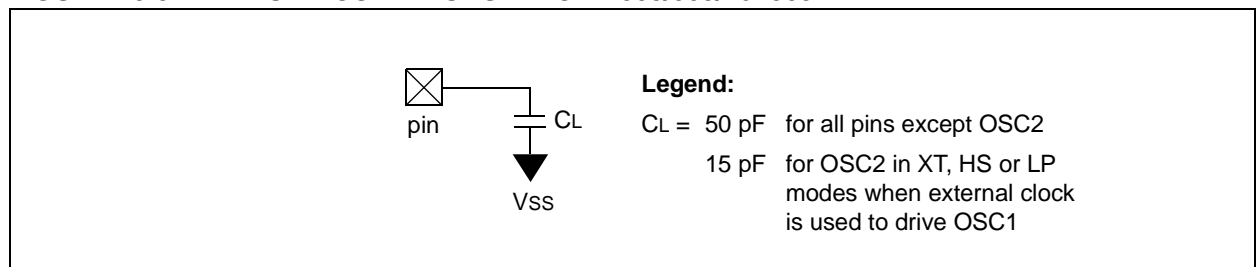 Legend:
pin
CL
CL = 50 pF for all pins except OSC2
15 pF for OSC2 in XT, HS or LP
modes when external clock
is used to drive OSC1
Vss